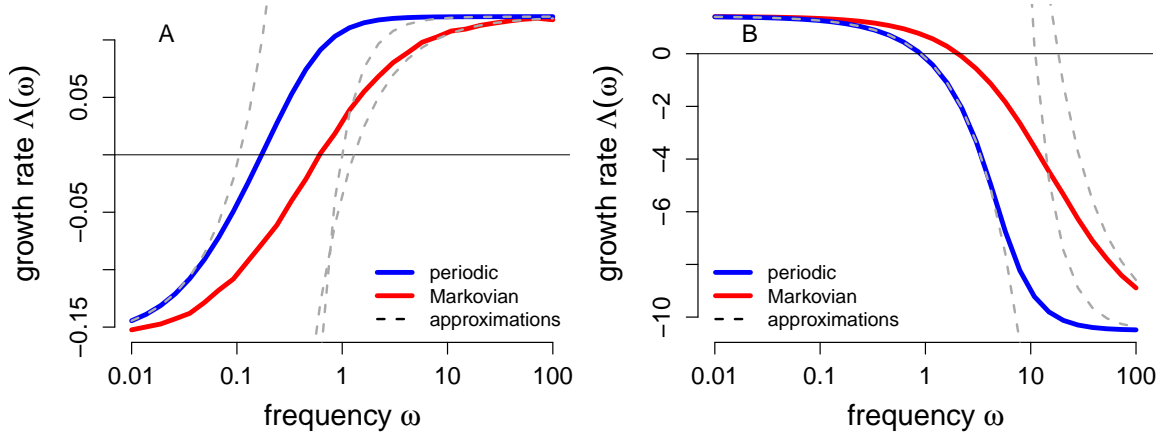 A
growth rate Λ(ω)
0.05
−0.05
−0.15
0.01 0.1 1 10 100
frequency ω
periodic
Markovian
approximations
B
growth rate Λ(ω)
0
−2
−4
−6
−10
0.01 0.1 1 10 100
frequency ω
periodic
Markovian
approximations